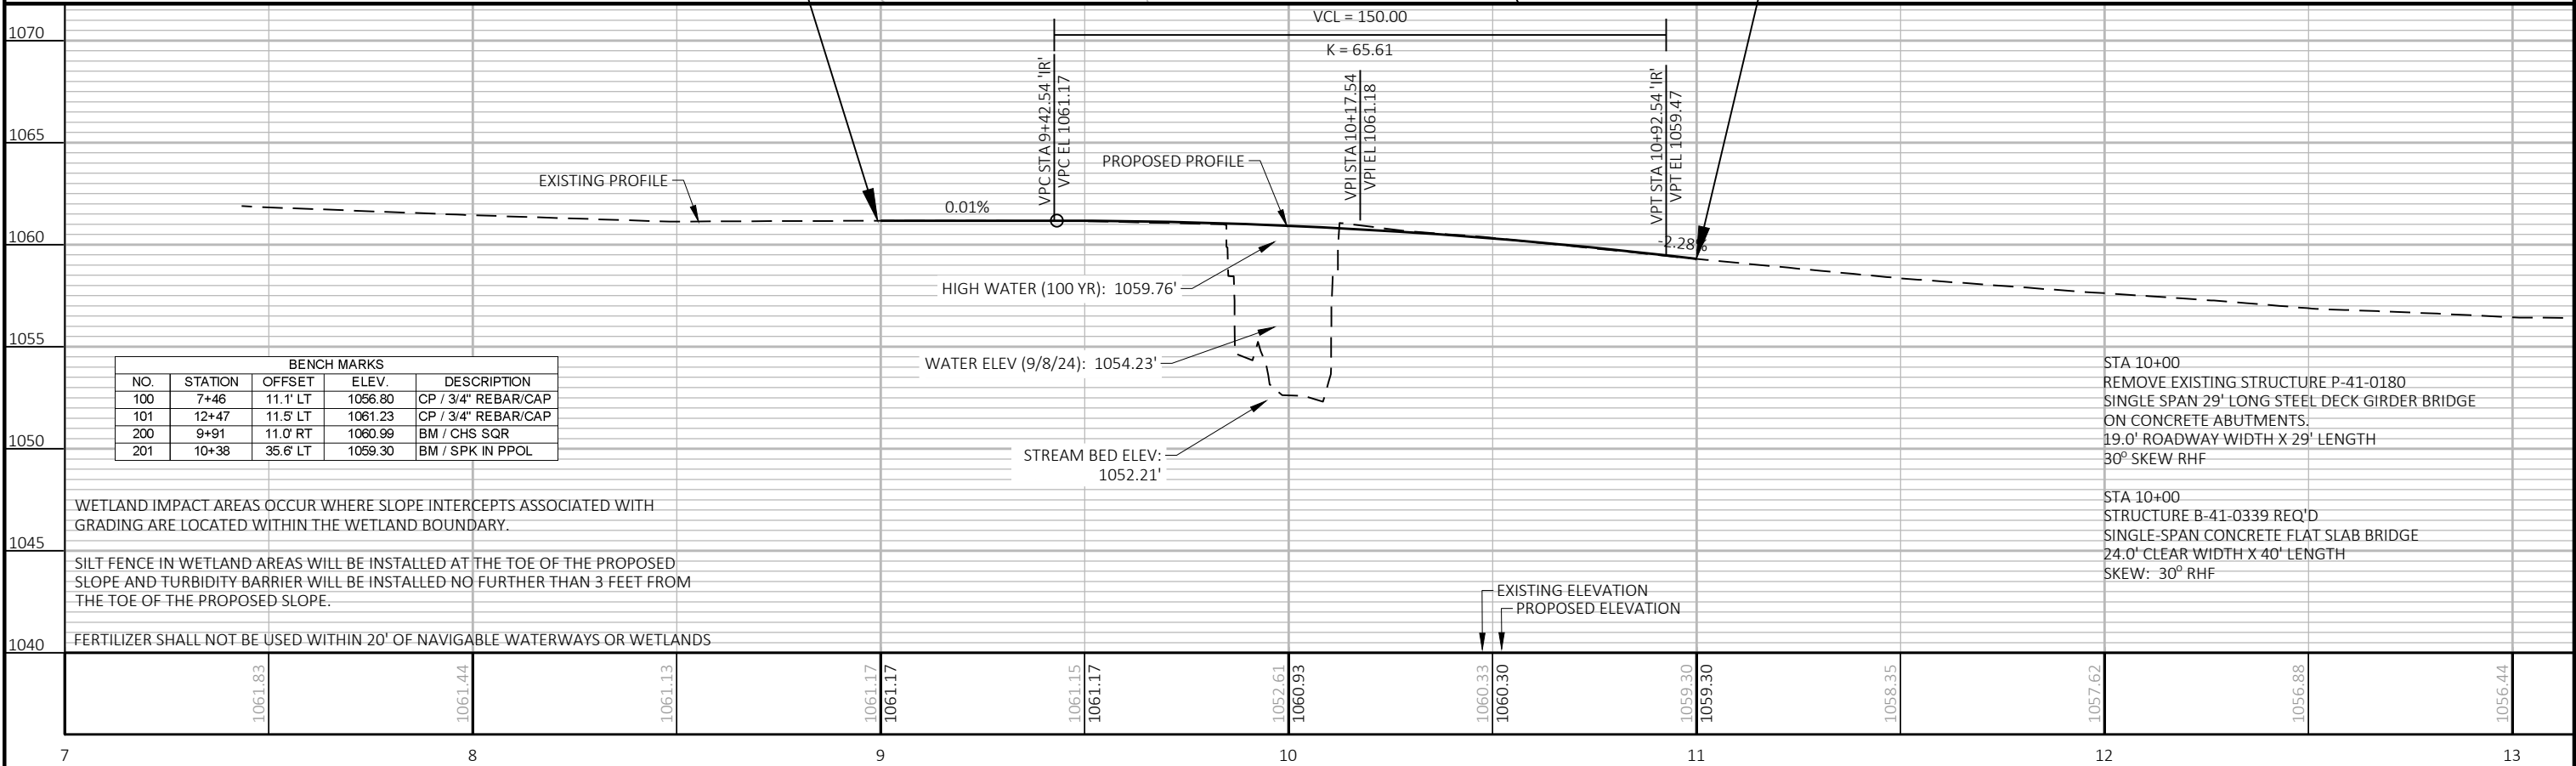 VCL = 150.00
K = 65.61
1070
1065
1060
1055
1050
1045
1040
VPC STA 9+42.54 'IR'
VPC EL 1061.17
VPI STA 10+17.54
VPI EL 1061.18
VPT STA 10+92.54 'IR'
VPT EL 1059.47
EXISTING PROFILE
PROPOSED PROFILE
0.01%
-2.28%
HIGH WATER (100 YR): 1059.76'
WATER ELEV (9/8/24): 1054.23'
STREAM BED ELEV:
1052.21'
BENCH MARKS
NO. STATION OFFSET ELEV. DESCRIPTION
100 7+46 11.1' LT 1056.80 CP / 3/4" REBAR/CAP
101 12+47 11.5' LT 1061.23 CP / 3/4" REBAR/CAP
200 9+91 11.0' RT 1060.99 BM / CHS SQR
201 10+38 35.6' LT 1059.30 BM / SPK IN PPOL
WETLAND IMPACT AREAS OCCUR WHERE SLOPE INTERCEPTS ASSOCIATED WITH
GRADING ARE LOCATED WITHIN THE WETLAND BOUNDARY.
SILT FENCE IN WETLAND AREAS WILL BE INSTALLED AT THE TOE OF THE PROPOSED
SLOPE AND TURBIDITY BARRIER WILL BE INSTALLED NO FURTHER THAN 3 FEET FROM
THE TOE OF THE PROPOSED SLOPE.
FERTILIZER SHALL NOT BE USED WITHIN 20' OF NAVIGABLE WATERWAYS OR WETLANDS
STA 10+00
REMOVE EXISTING STRUCTURE P-41-0180
SINGLE SPAN 29' LONG STEEL DECK GIRDER BRIDGE
ON CONCRETE ABUTMENTS.
19.0' ROADWAY WIDTH X 29' LENGTH
30° SKEW RHF
STA 10+00
STRUCTURE B-41-0339 REQ'D
SINGLE-SPAN CONCRETE FLAT SLAB BRIDGE
24.0' CLEAR WIDTH X 40' LENGTH
SKEW: 30° RHF
EXISTING ELEVATION
PROPOSED ELEVATION
1061.83
1061.44
1061.13
1061.17
1061.17
1061.15
1061.17
1052.61
1060.93
1060.33
1060.30
1059.30
1059.30
1058.35
1057.62
1056.88
1056.44
7 8 9 10 11 12 13